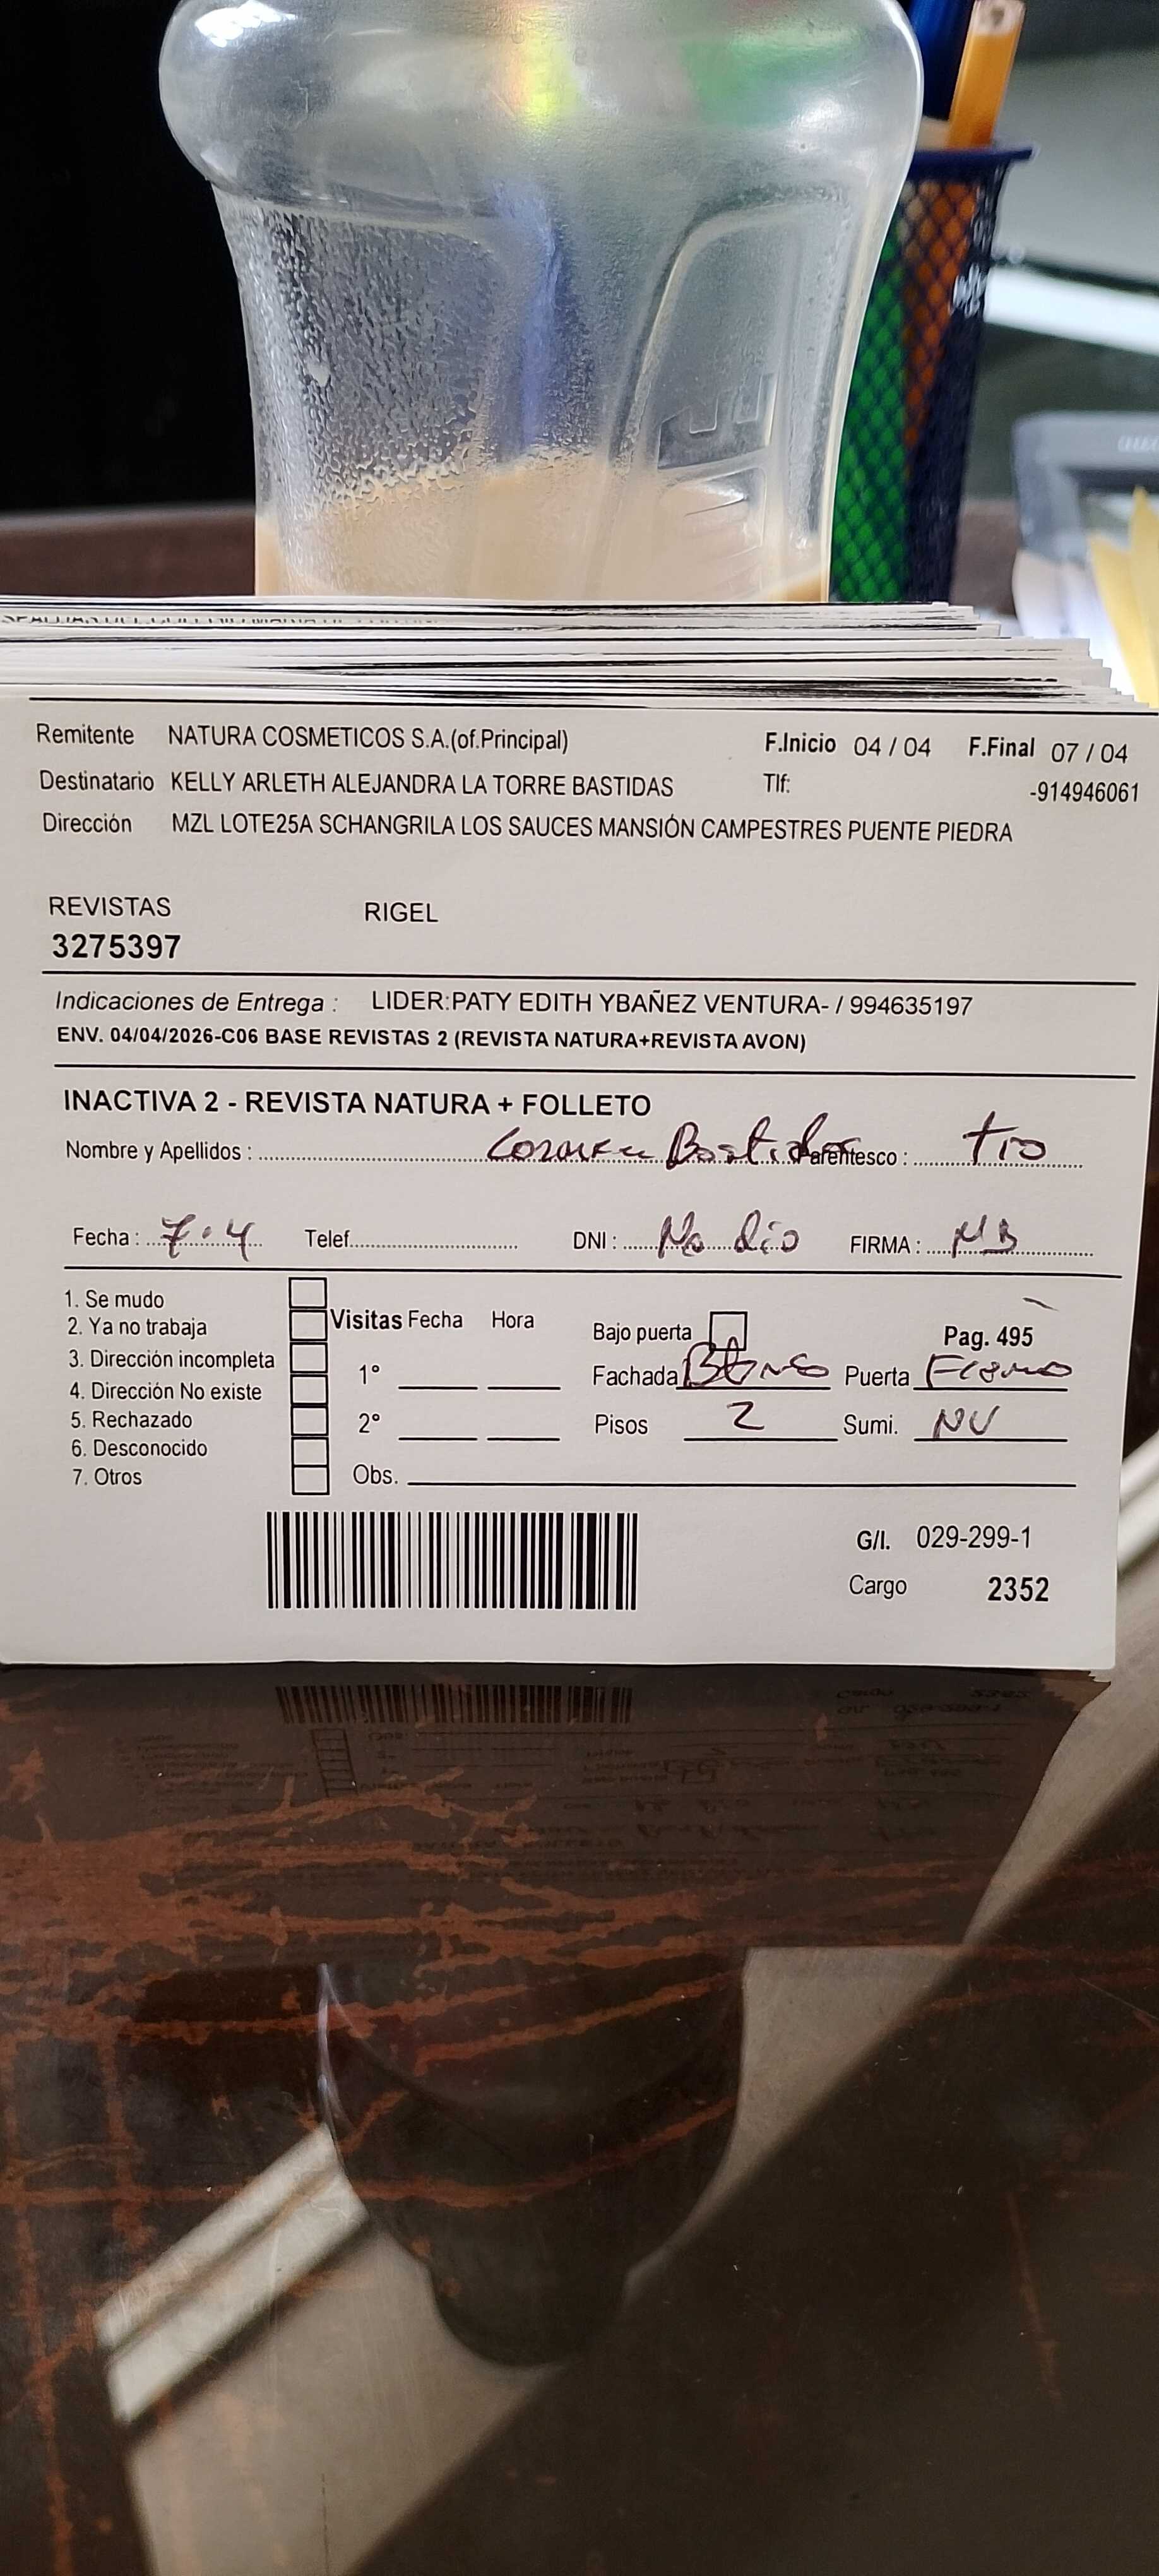 Remitente NATURA COSMETICOS S.A.(of.Principal) F.Inicio 04 / 04 F.Final 07 / 04
Destinatario KELLY ARLETH ALEJANDRA LA TORRE BASTIDAS Tlf: -914946061
Dirección MZL LOTE25A SCHANGRILA LOS SAUCES MANSIÓN CAMPESTRES PUENTE PIEDRA
REVISTAS RIGEL
3275397
Indicaciones de Entrega : LIDER:PATY EDITH YBAÑEZ VENTURA- / 994635197
ENV. 04/04/2026-C06 BASE REVISTAS 2 (REVISTA NATURA+REVISTA AVON)
INACTIVA 2 - REVISTA NATURA + FOLLETO
Nombre y Apellidos : Bastidas Parentesco : tio
Fecha : 7.4 Telef. DNI : No dio FIRMA :
1. Se mudo
2. Ya no trabaja
3. Dirección incompleta
4. Dirección No existe
5. Rechazado
6. Desconocido
7. Otros
Visitas Fecha Hora
1°
2°
Obs.
Bajo puerta Pag. 495
Fachada Puerta
Pisos 2 Sumi. NV
G/I. 029-299-1
Cargo 2352